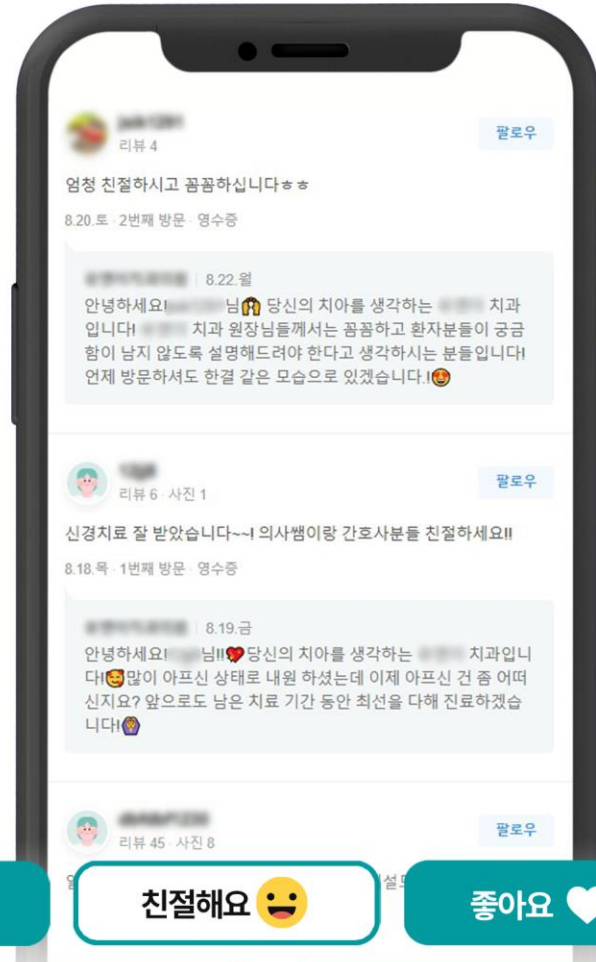 팔로우
리뷰 4
엄청 친절하시고 꼼꼼하십니다ㅎㅎ
8.20.토 · 2번째 방문 · 영수증
8.22.월
안녕하세요! 님🙌 당신의 치아를 생각하는 치과
입니다! 치과 원장님들께서는 꼼꼼하고 환자분들이 궁금
함이 남지 않도록 설명해드려야 한다고 생각하시는 분들입니다!
언제 방문하셔도 한결 같은 모습으로 있겠습니다.!😍
팔로우
리뷰 6 · 사진 1
신경치료 잘 받았습니다~~! 의사쌤이랑 간호사분들 친절하세요!!
8.18.목 · 1번째 방문 · 영수증
8.19.금
안녕하세요! 님!!💖당신의 치아를 생각하는 치과입니
다!🥰많이 아프신 상태로 내원 하셨는데 이제 아프신 건 좀 어떠
신지요? 앞으로도 남은 치료 기간 동안 최선을 다해 진료하겠습
니다!🙆
팔로우
리뷰 45 · 사진 8
친절해요 😃
좋아요 🤍